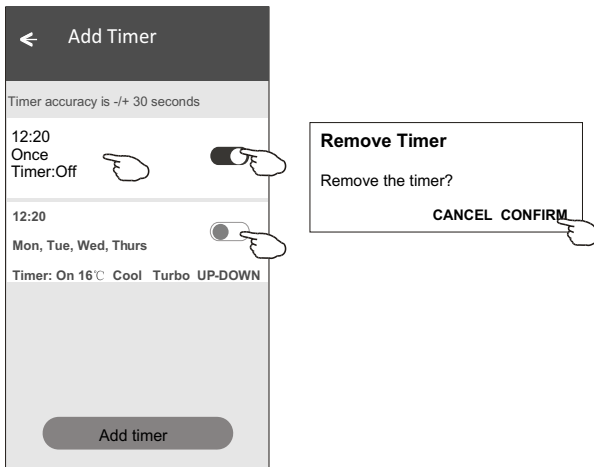 Add Timer
Timer accuracy is -/+ 30 seconds
12:20
Once
Timer:Off
12:20
Mon, Tue, Wed, Thurs
Timer: On 16℃ Cool Turbo UP-DOWN
Add timer
Remove Timer
Remove the timer?
CANCEL CONFIRM